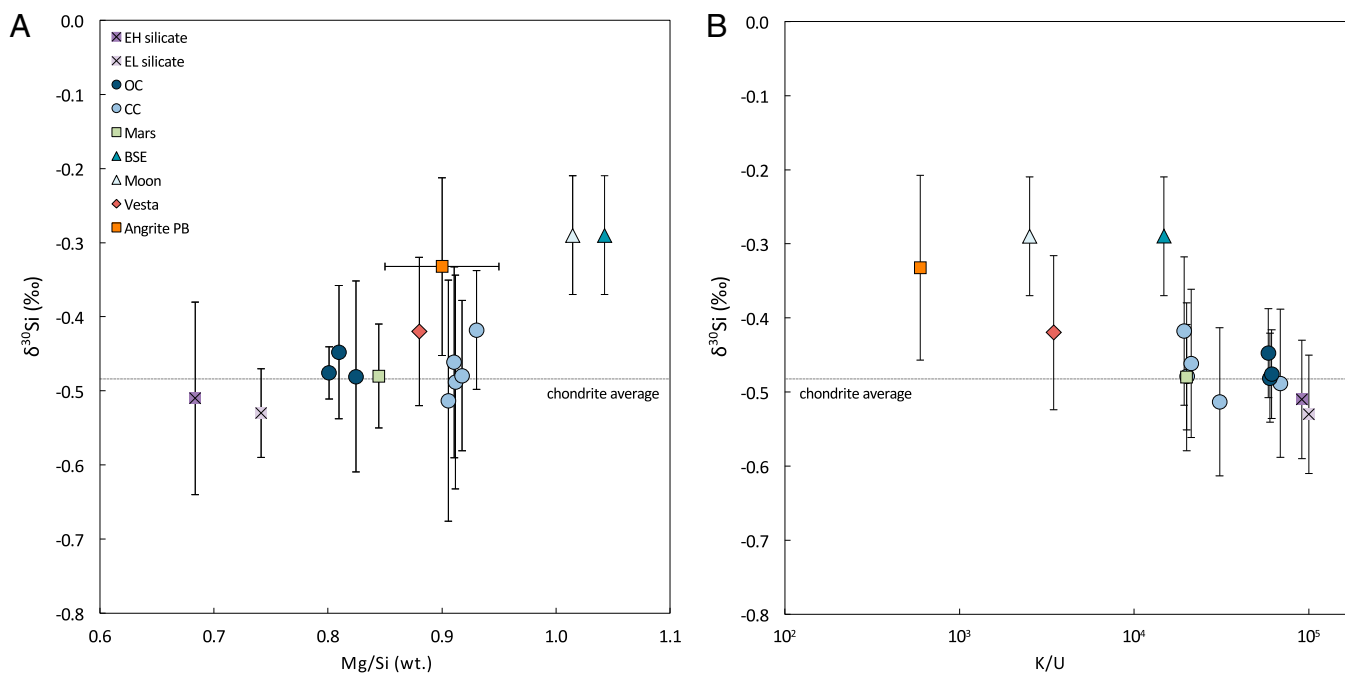 A
0.0
-0.1
-0.2
-0.3
-0.4
-0.5
-0.6
-0.7
-0.8
δ³⁰Si (‰)
EH silicate
EL silicate
OC
CC
Mars
BSE
Moon
Vesta
Angrite PB
chondrite average
0.6 0.7 0.8 0.9 1.0 1.1
Mg/Si (wt.)
B
0.0
-0.1
-0.2
-0.3
-0.4
-0.5
-0.6
-0.7
-0.8
δ³⁰Si (‰)
chondrite average
10² 10³ 10⁴ 10⁵
K/U